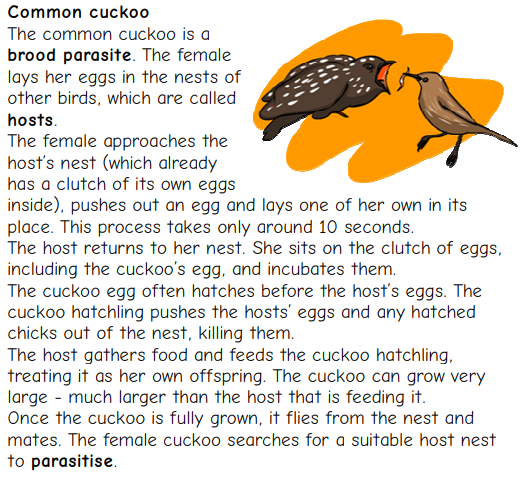 Common cuckoo
The common cuckoo is a
brood parasite. The female
lays her eggs in the nests of
other birds, which are called
hosts.
The female approaches the
host's nest (which already
has a clutch of its own eggs
inside), pushes out an egg and lays one of her own in its
place. This process takes only around 10 seconds.
The host returns to her nest. She sits on the clutch of eggs,
including the cuckoo's egg, and incubates them.
The cuckoo egg often hatches before the host's eggs. The
cuckoo hatchling pushes the hosts' eggs and any hatched
chicks out of the nest, killing them.
The host gathers food and feeds the cuckoo hatchling,
treating it as her own offspring. The cuckoo can grow very
large - much larger than the host that is feeding it.
Once the cuckoo is fully grown, it flies from the nest and
mates. The female cuckoo searches for a suitable host nest
to parasitise.